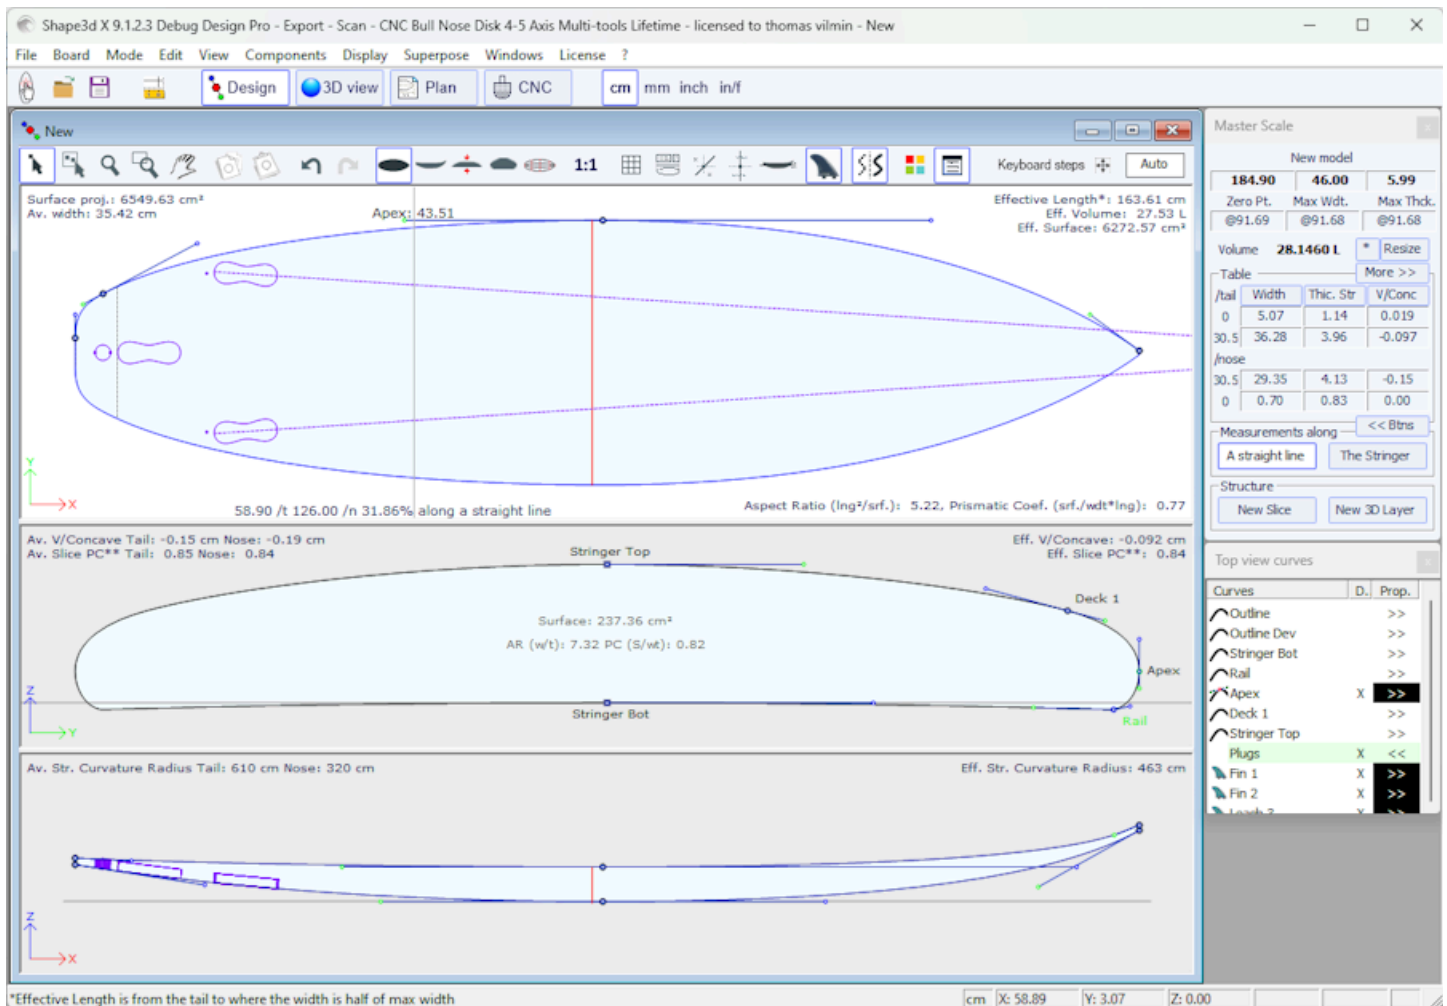 Shape3d X 9.1.2.3 Debug Design Pro - Export - Scan - CNC Bull Nose Disk 4-5 Axis Multi-tools Lifetime - licensed to thomas vilmin - New
File Board Mode Edit View Components Display Superpose Windows License ?
Design 3D view Plan CNC cm mm inch in/f
New
1:1 Keyboard steps Auto
Surface proj.: 6549.63 cm²
Av. width: 35.42 cm
Apex: 43.51
Effective Length*: 163.61 cm
Eff. Volume: 27.53 L
Eff. Surface: 6272.57 cm²
Y
X
58.90 /t 126.00 /n 31.86% along a straight line
Aspect Ratio (lng²/srf.): 5.22, Prismatic Coef. (srf./wdt*lng): 0.77
Av. V/Concave Tail: -0.15 cm Nose: -0.19 cm
Av. Slice PC** Tail: 0.85 Nose: 0.84
Stringer Top
Eff. V/Concave: -0.092 cm
Eff. Slice PC**: 0.84
Deck 1
Surface: 237.36 cm²
AR (w/t): 7.32 PC (S/wt): 0.82
Apex
Z
Y
Stringer Bot
Rail
Av. Str. Curvature Radius Tail: 610 cm Nose: 320 cm
Eff. Str. Curvature Radius: 463 cm
Z
X
Master Scale
New model
184.90 46.00 5.99
Zero Pt. Max Wdt. Max Thck.
@91.69 @91.68 @91.68
Volume 28.1460 L * Resize
Table More >>
/tail Width Thic. Str V/Conc
0 5.07 1.14 0.019
30.5 36.28 3.96 -0.097
/nose
30.5 29.35 4.13 -0.15
0 0.70 0.83 0.00
<< Btns
Measurements along
A straight line The Stringer
Structure
New Slice New 3D Layer
Top view curves
Curves D. Prop.
Outline >>
Outline Dev >>
Stringer Bot >>
Rail >>
Apex X >>
Deck 1 >>
Stringer Top >>
Plugs X <<
Fin 1 X >>
Fin 2 X >>
*Effective Length is from the tail to where the width is half of max width
cm X: 58.89 Y: 3.07 Z: 0.00